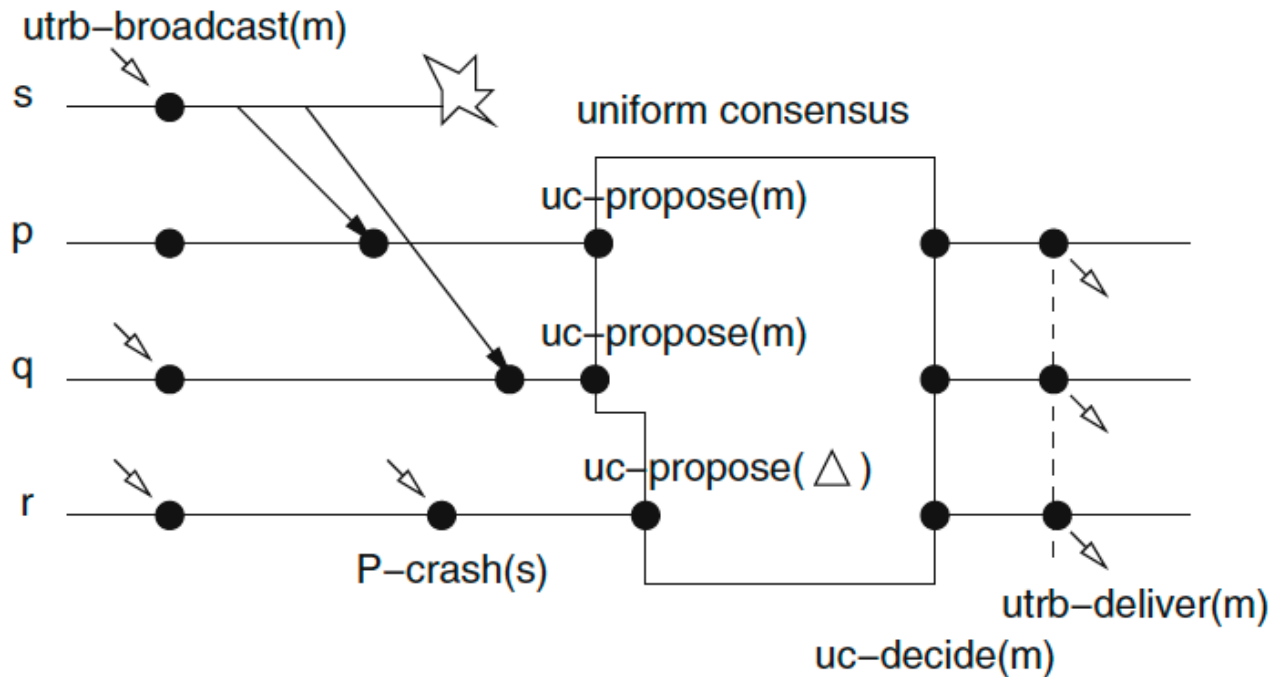 utrb–broadcast(m)
s
uniform consensus
uc–propose(m)
p
uc–propose(m)
q
uc–propose( △ )
r
P–crash(s)
utrb–deliver(m)
uc–decide(m)